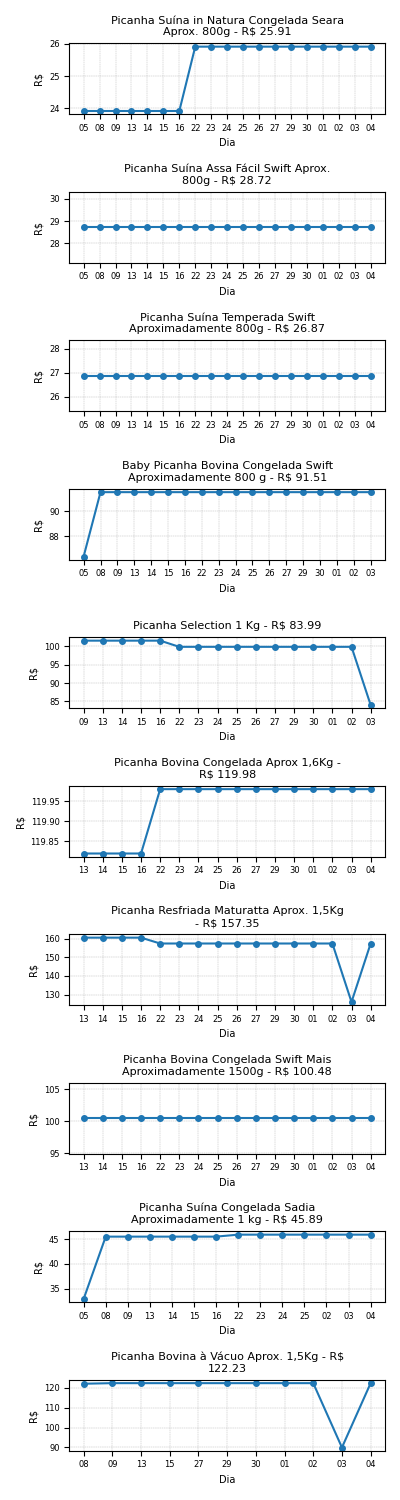 Picanha Suína in Natura Congelada Seara
Aprox. 800g - R$ 25.91
26
25
24
R$
05 08 09 13 14 15 16 22 23 24 25 26 27 29 30 01 02 03 04
Dia
Picanha Suína Assa Fácil Swift Aprox.
800g - R$ 28.72
30
29
28
R$
05 08 09 13 14 15 16 22 23 24 25 26 27 29 30 01 02 03 04
Dia
Picanha Suína Temperada Swift
Aproximadamente 800g - R$ 26.87
28
27
26
R$
05 08 09 13 14 15 16 22 23 24 25 26 27 29 30 01 02 03 04
Dia
Baby Picanha Bovina Congelada Swift
Aproximadamente 800 g - R$ 91.51
90
88
R$
05 08 09 13 14 15 16 22 23 24 25 26 27 29 30 01 02 03
Dia
Picanha Selection 1 Kg - R$ 83.99
100
95
90
85
R$
09 13 14 15 16 22 23 24 25 26 27 29 30 01 02 03
Dia
Picanha Bovina Congelada Aprox 1,6Kg -
R$ 119.98
119.95
119.90
119.85
R$
13 14 15 16 22 23 24 25 26 27 29 30 01 02 03 04
Dia
Picanha Resfriada Maturatta Aprox. 1,5Kg
- R$ 157.35
160
150
140
130
R$
13 14 15 16 22 23 24 25 26 27 29 30 01 02 03 04
Dia
Picanha Bovina Congelada Swift Mais
Aproximadamente 1500g - R$ 100.48
105
100
95
R$
13 14 15 16 22 23 24 25 26 27 29 30 01 02 03 04
Dia
Picanha Suína Congelada Sadia
Aproximadamente 1 kg - R$ 45.89
45
40
35
R$
05 08 09 13 14 15 16 22 23 24 25 02 03 04
Dia
Picanha Bovina à Vácuo Aprox. 1,5Kg - R$
122.23
120
110
100
90
R$
08 09 13 15 27 29 30 01 02 03 04
Dia